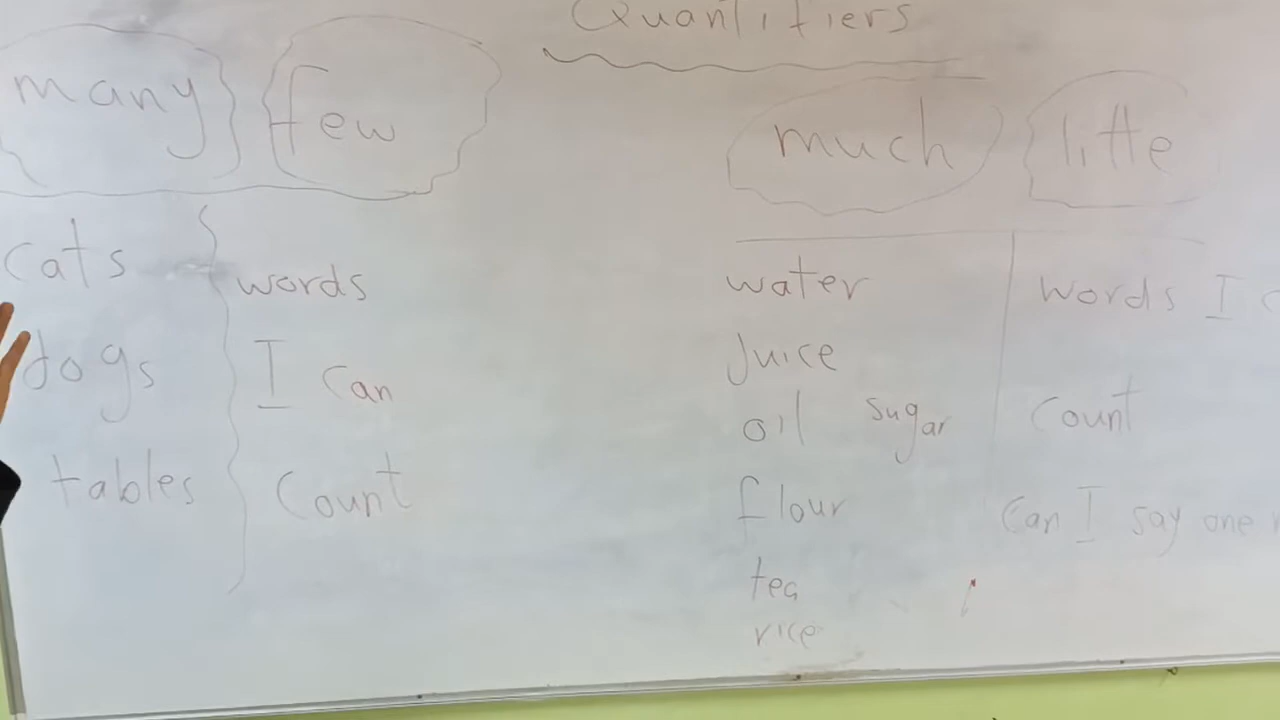 Quantifiers
many few
cats
dogs
tables
words
I can
count
much little
water
Juice
oil sugar
flour
tea
rice
words I
count
Can I say one